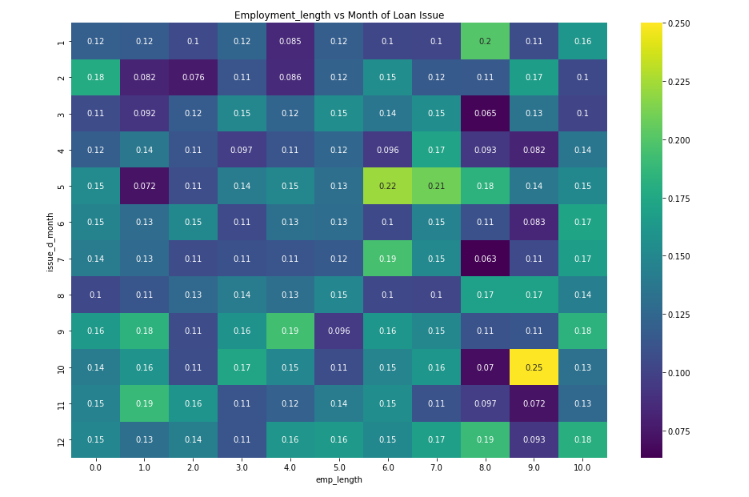 Employment_length vs Month of Loan Issue
1 0.12 0.12 0.1 0.12 0.085 0.12 0.1 0.1 0.2 0.11 0.16
2 0.18 0.082 0.076 0.11 0.086 0.12 0.15 0.12 0.11 0.17 0.1
3 0.11 0.092 0.12 0.15 0.12 0.15 0.14 0.15 0.065 0.13 0.1
4 0.12 0.14 0.11 0.097 0.11 0.12 0.096 0.17 0.093 0.082 0.14
5 0.15 0.072 0.11 0.14 0.15 0.13 0.22 0.21 0.18 0.14 0.15
6 0.15 0.13 0.15 0.11 0.13 0.13 0.1 0.15 0.11 0.083 0.17
7 0.14 0.13 0.11 0.11 0.11 0.12 0.19 0.15 0.063 0.11 0.17
8 0.1 0.11 0.13 0.14 0.13 0.15 0.1 0.1 0.17 0.17 0.14
9 0.16 0.18 0.11 0.16 0.19 0.096 0.16 0.15 0.11 0.11 0.18
10 0.14 0.16 0.11 0.17 0.15 0.11 0.15 0.16 0.07 0.25 0.13
11 0.15 0.19 0.16 0.11 0.12 0.14 0.15 0.11 0.097 0.072 0.13
12 0.15 0.13 0.14 0.11 0.16 0.16 0.15 0.17 0.19 0.093 0.18
0.0 1.0 2.0 3.0 4.0 5.0 6.0 7.0 8.0 9.0 10.0
emp_length
issue_d_month
0.250
0.225
0.200
0.175
0.150
0.125
0.100
0.075